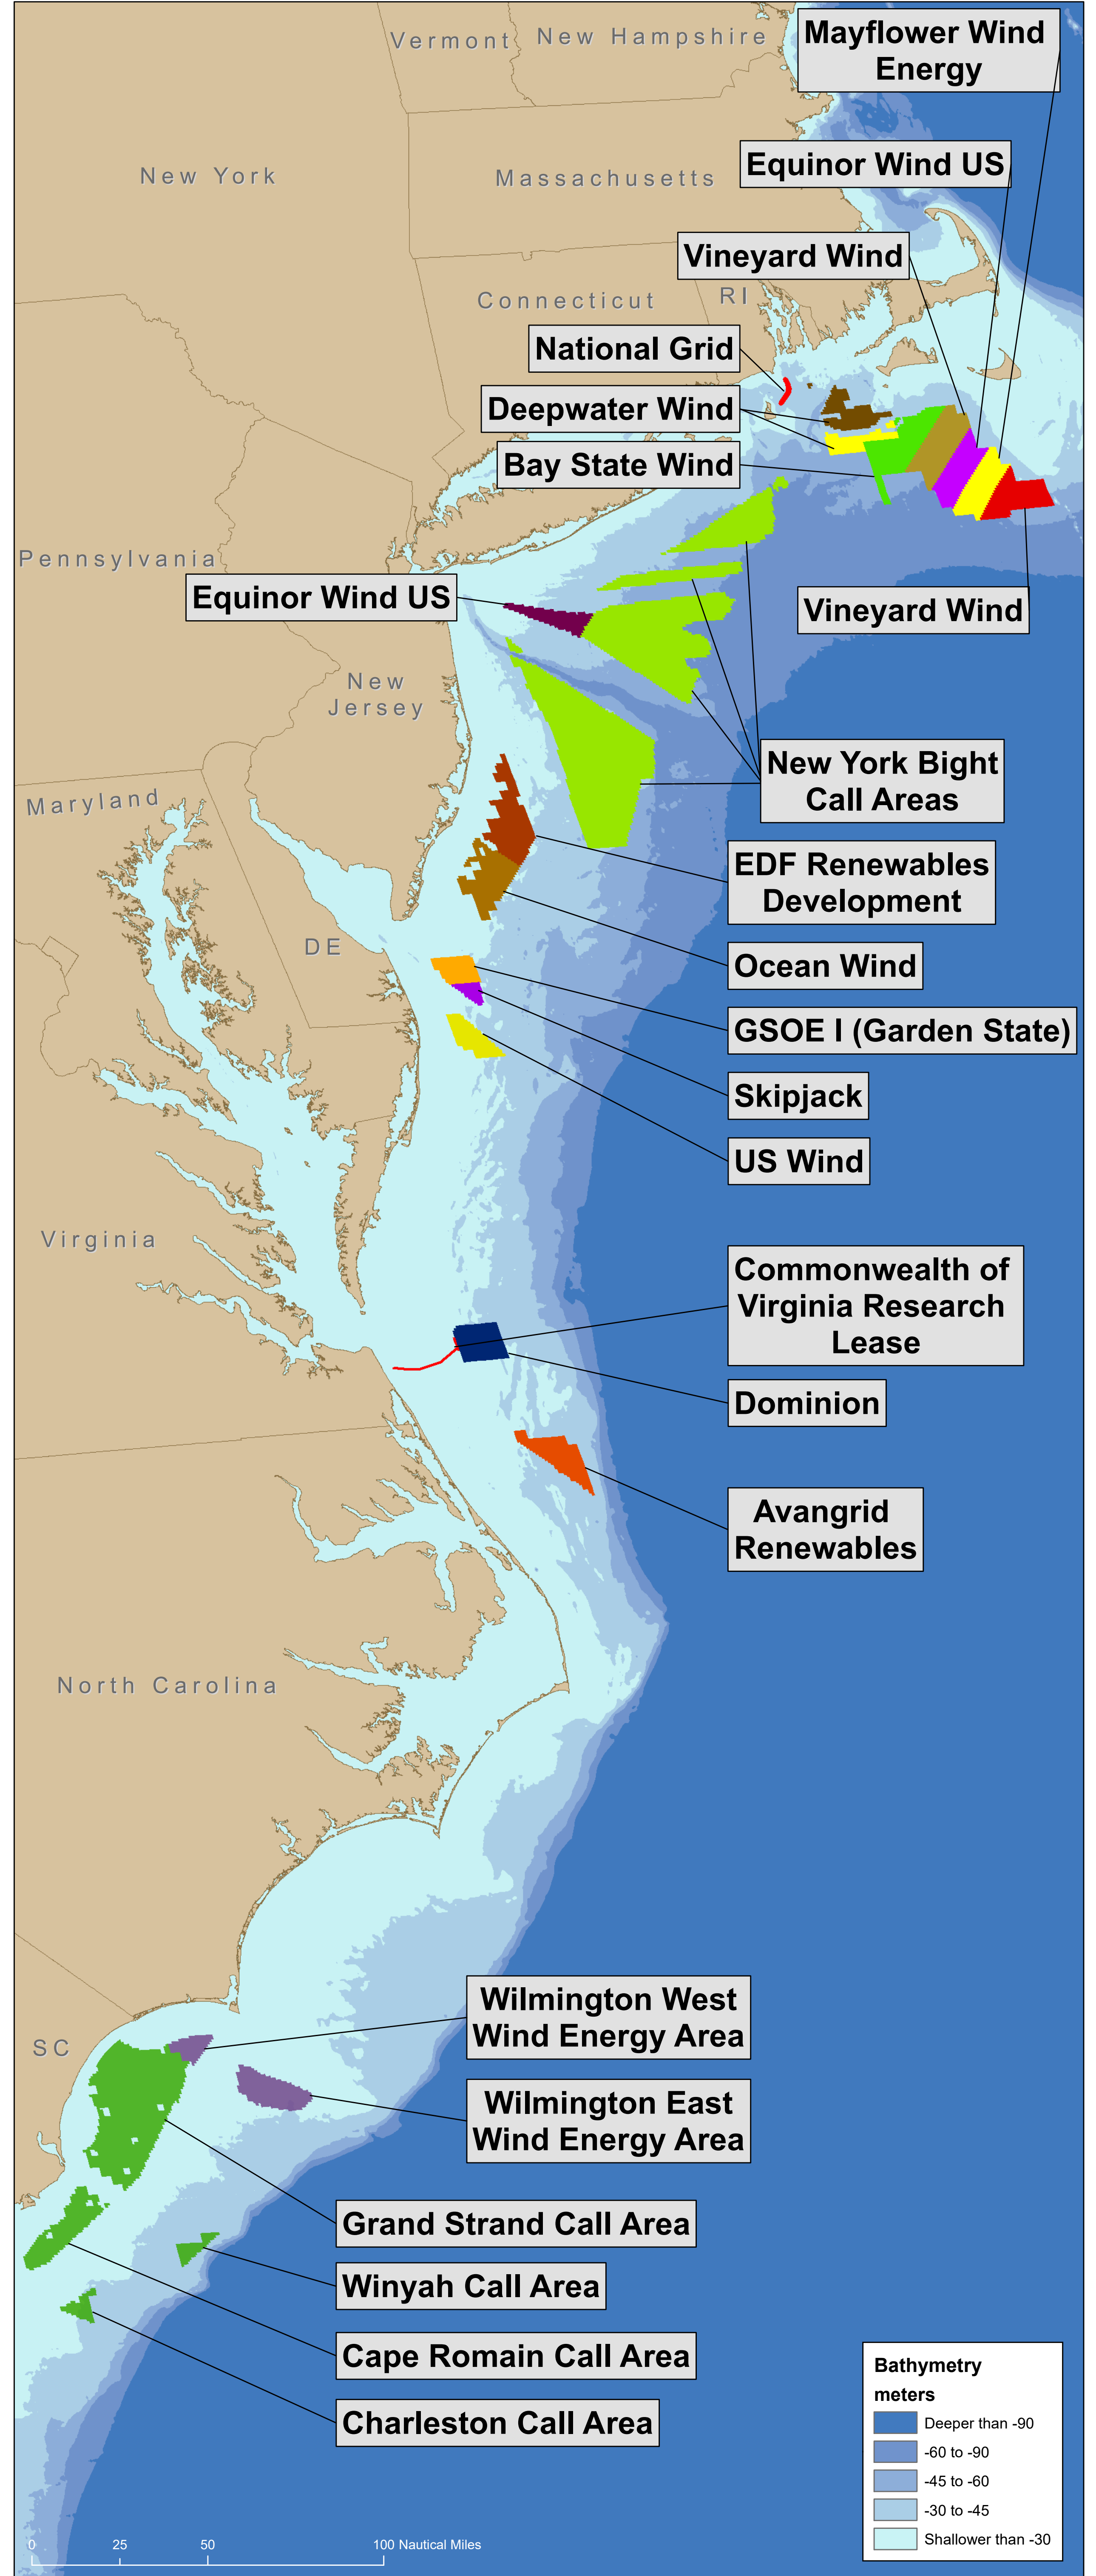 Mayflower Wind
Energy
Vermont
New Hampshire
Equinor Wind US
New York
Massachusetts
Vineyard Wind
Connecticut
RI
National Grid
Deepwater Wind
Bay State Wind
Pennsylvania
Equinor Wind US
Vineyard Wind
New
Jersey
New York Bight
Call Areas
Maryland
EDF Renewables
Development
DE
Ocean Wind
GSOE I (Garden State)
Skipjack
US Wind
Virginia
Commonwealth of
Virginia Research
Lease
Dominion
Avangrid
Renewables
North Carolina
Wilmington West
Wind Energy Area
SC
Wilmington East
Wind Energy Area
Grand Strand Call Area
Winyah Call Area
Cape Romain Call Area
Charleston Call Area
Bathymetry
meters
Deeper than -90
-60 to -90
-45 to -60
-30 to -45
Shallower than -30
0 25 50 100 Nautical Miles